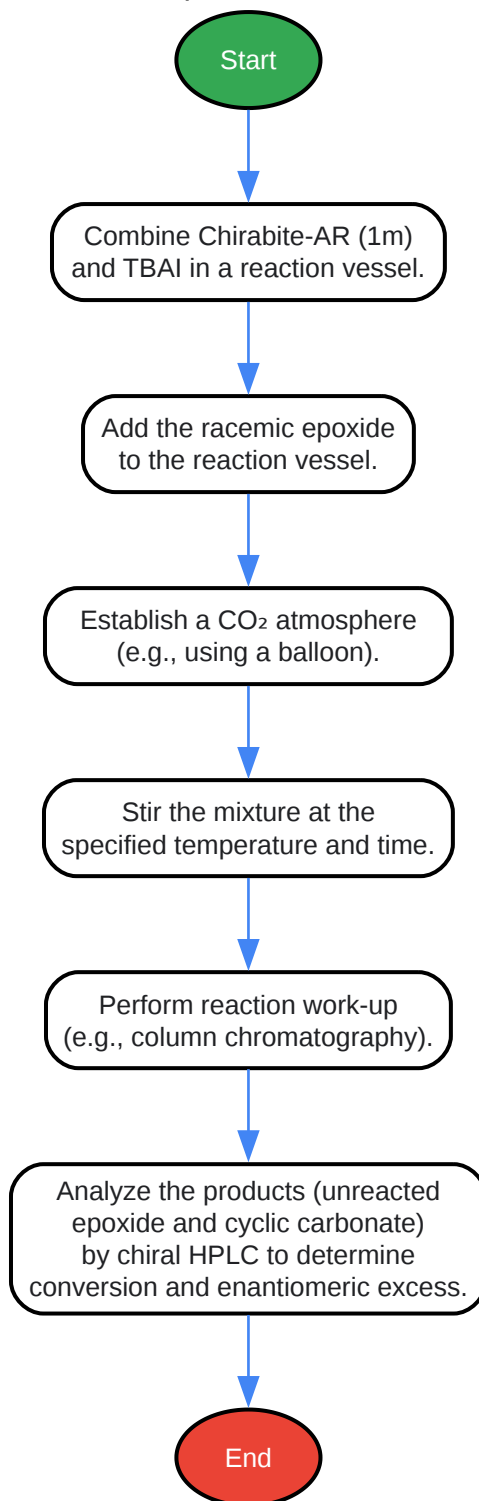 Start
Combine Chirabite-AR (1m)
and TBAI in a reaction vessel.
Add the racemic epoxide
to the reaction vessel.
Establish a CO₂ atmosphere
(e.g., using a balloon).
Stir the mixture at the
specified temperature and time.
Perform reaction work-up
(e.g., column chromatography).
Analyze the products (unreacted
epoxide and cyclic carbonate)
by chiral HPLC to determine
conversion and enantiomeric excess.
End